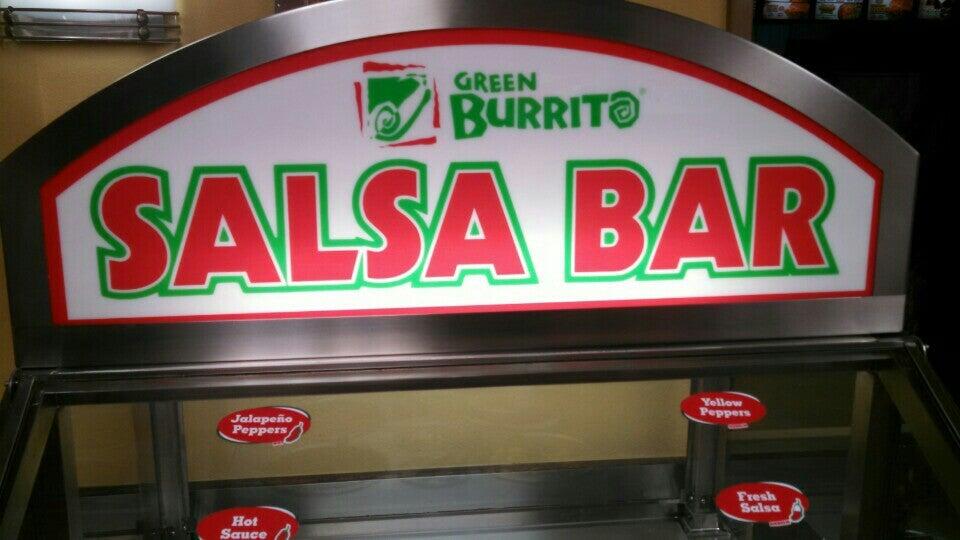 GREEN
BURRITO
SALSA BAR
Jalapeño
Peppers
Yellow
Peppers
Hot
Sauce
Fresh
Salsa